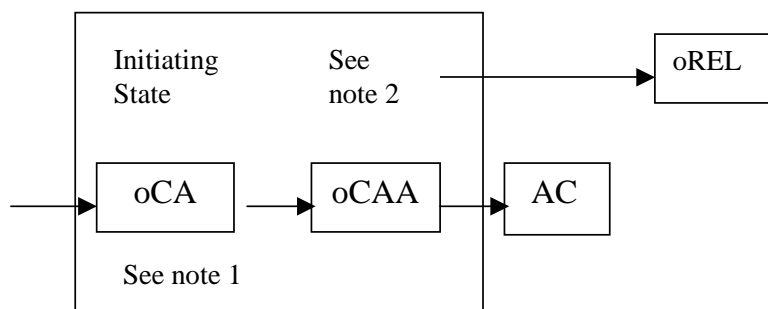 Initiating
State
See
note 2
oREL
oCA
oCAA
AC
See note 1